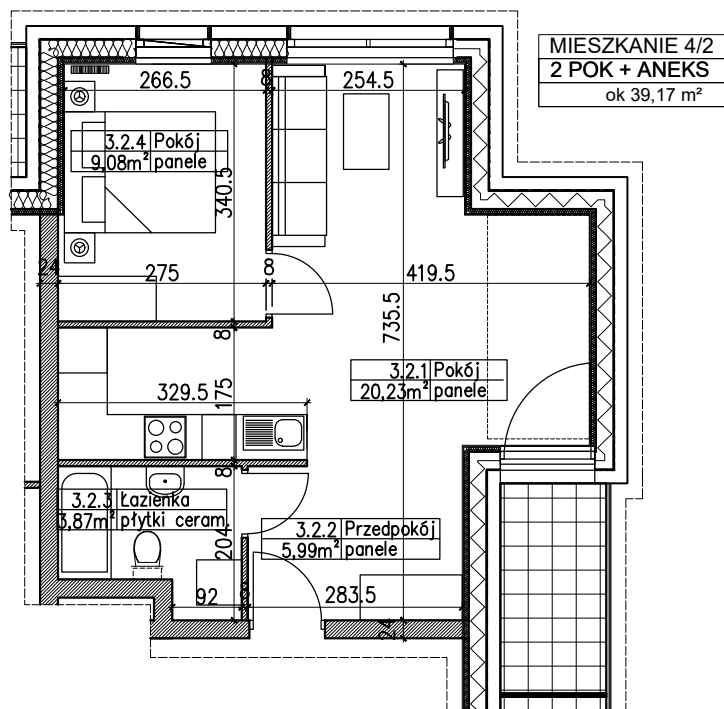 MIESZKANIE 4/2
2 POK + ANEKS
ok 39,17 m²
266.5
8
254.5
3.2.4 Pokój
9,08m² panele
340.5
24
275
8
419.5
735.5
8
3.2.1 Pokój
20,23m² panele
329.5
175
8
3.2.3 Łazienka
3,87m² płytki ceram.
204
3.2.2 Przedpokój
5,99m² panele
92
8
283.5
24